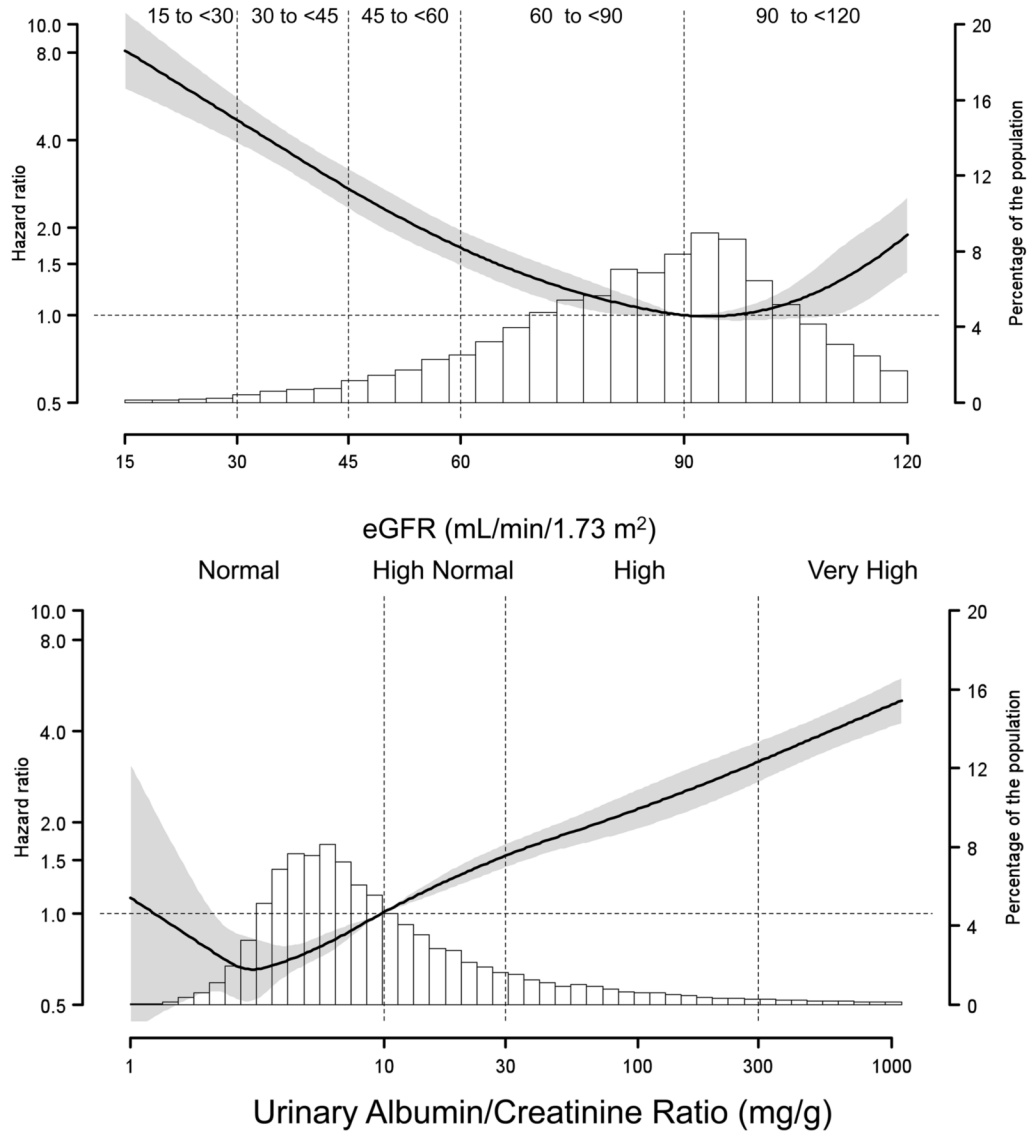 15 to <30 30 to <45 45 to <60 60 to <90 90 to <120
10.0
8.0
4.0
2.0
1.5
1.0
0.5
Hazard ratio
20
16
12
8
4
0
Percentage of the population
15 30 45 60 90 120
eGFR (mL/min/1.73 m²)
Normal High Normal High Very High
10.0
8.0
4.0
2.0
1.5
1.0
0.5
Hazard ratio
20
16
12
8
4
0
Percentage of the population
1 10 30 100 300 1000
Urinary Albumin/Creatinine Ratio (mg/g)